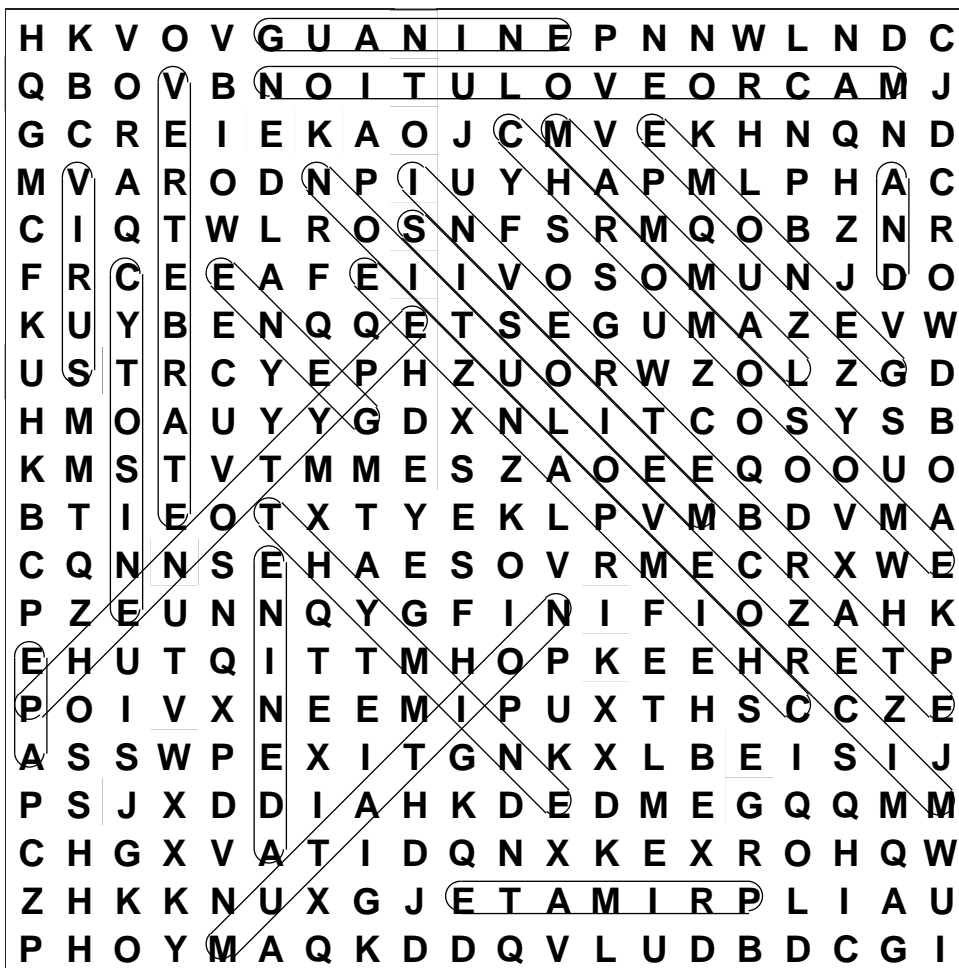 H K V O V G U A N I N E P N N W L N D C
Q B O V B N O I T U L O V E O R C A M J
G C R E I E K A O J C M V E K H N Q N D
M V A R O D N P I U Y H A P M L P H A C
C I Q T W L R O S N F S R M Q O B Z N R
F R C E E A F E I I V O S O M U N J D O
K U Y B E N Q Q E T S E G U M A Z E V W
U S T R C Y E P H Z U O R W Z O L Z G D
H M O A U Y Y G D X N L I T C O S Y S B
K M S T V T M M E S Z A O E E Q O O U O
B T I E O T X T Y E K L P V M B D V M A
C Q N N S E H A E S O V R M E C R X W E
P Z E U N N Q Y G F I N I F I O Z A H K
E H U T Q I T T M H O P K E E H R E T P
P O I V X N E E M I P U X T H S C C Z E
A S S W P E X I T G N K X L B E I S I J
P S J X D D I A H K D E D M E G Q Q M M
C H G X V A T I D Q N X K E X R O H Q W
Z H K K N U X G J E T A M I R P L I A U
P H O Y M A Q K D D Q V L U D B D C G I